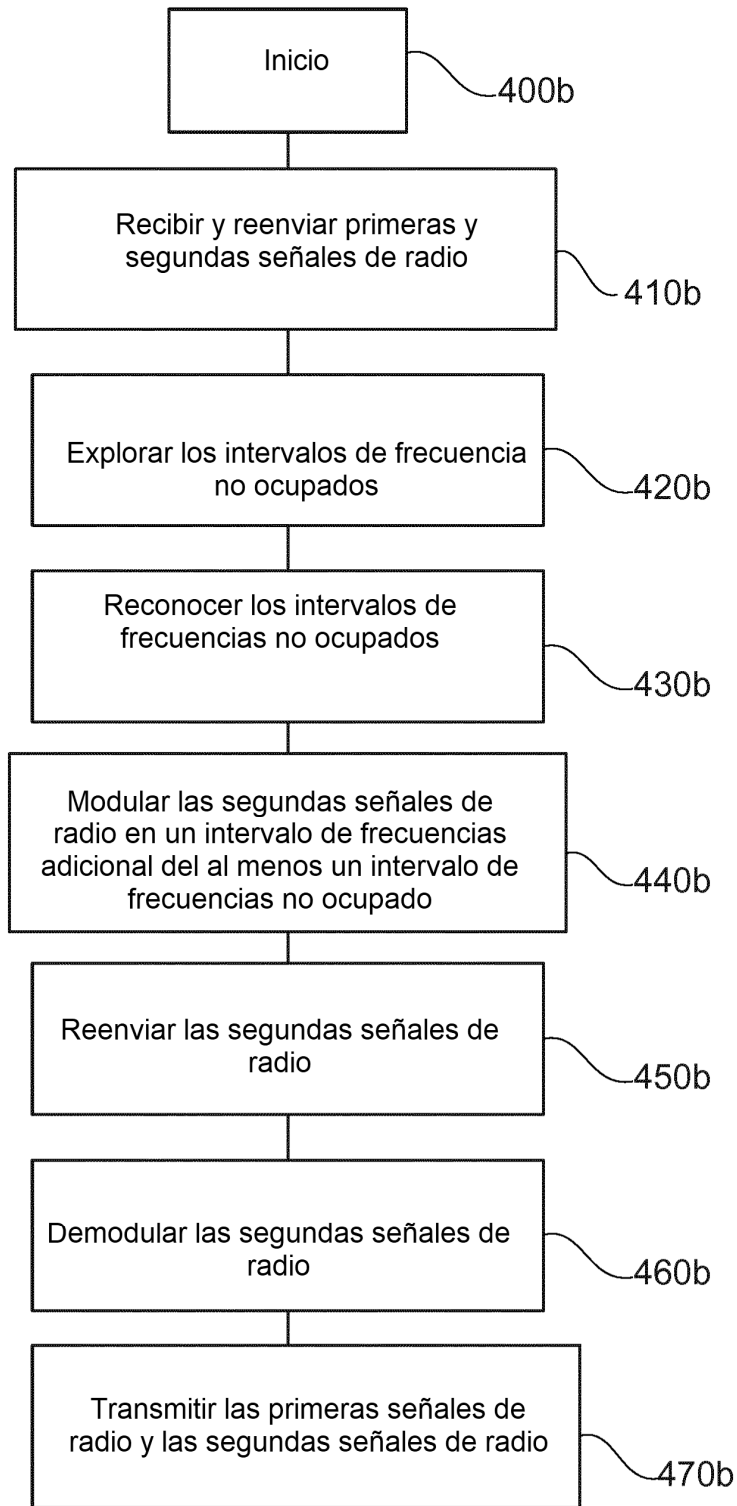 Inicio
400b
Recibir y reenviar primeras y
segundas señales de radio
410b
Explorar los intervalos de frecuencia
no ocupados
420b
Reconocer los intervalos de
frecuencias no ocupados
430b
Modular las segundas señales de
radio en un intervalo de frecuencias
adicional del al menos un intervalo de
frecuencias no ocupado
440b
Reenviar las segundas señales de
radio
450b
Demodular las segundas señales de
radio
460b
Transmitir las primeras señales de
radio y las segundas señales de radio
470b